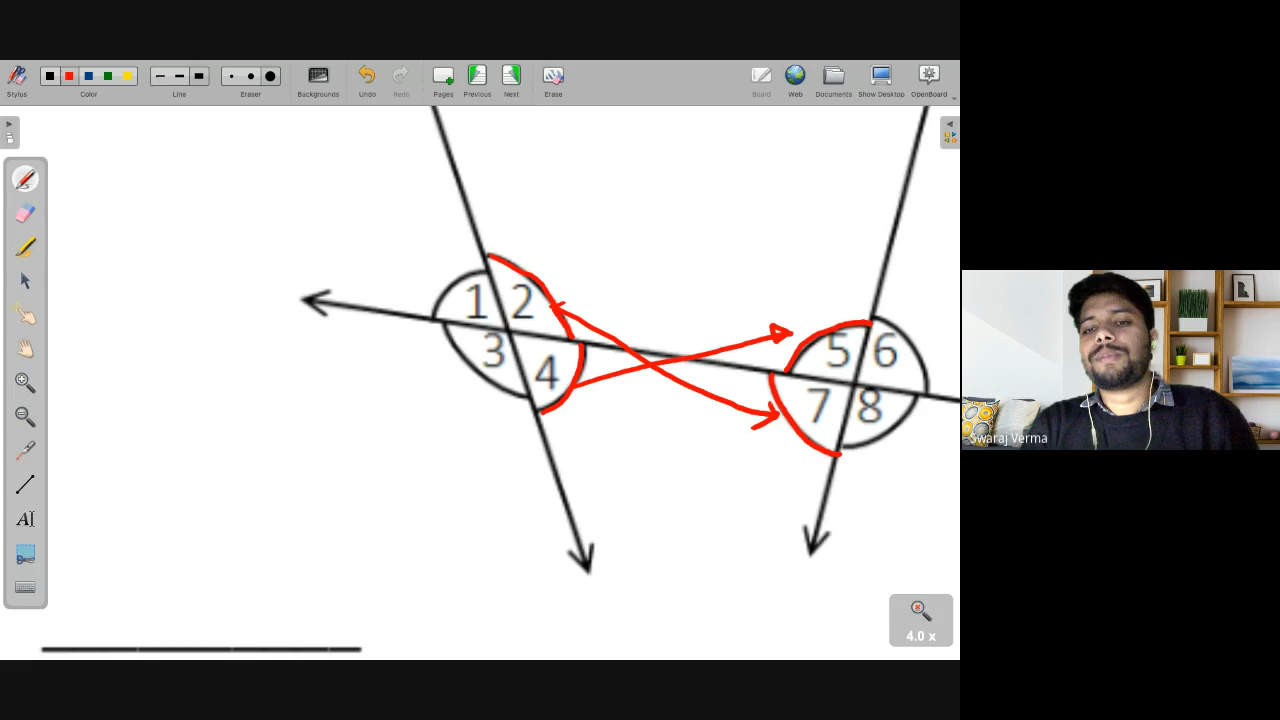 Stylus Color Line Eraser Backgrounds Undo Redo Pages Previous Next Erase Board Web Documents Show Desktop OpenBoard
1 2
3 4
5 6
7 8
AI
Swaraj Verma
4.0 x